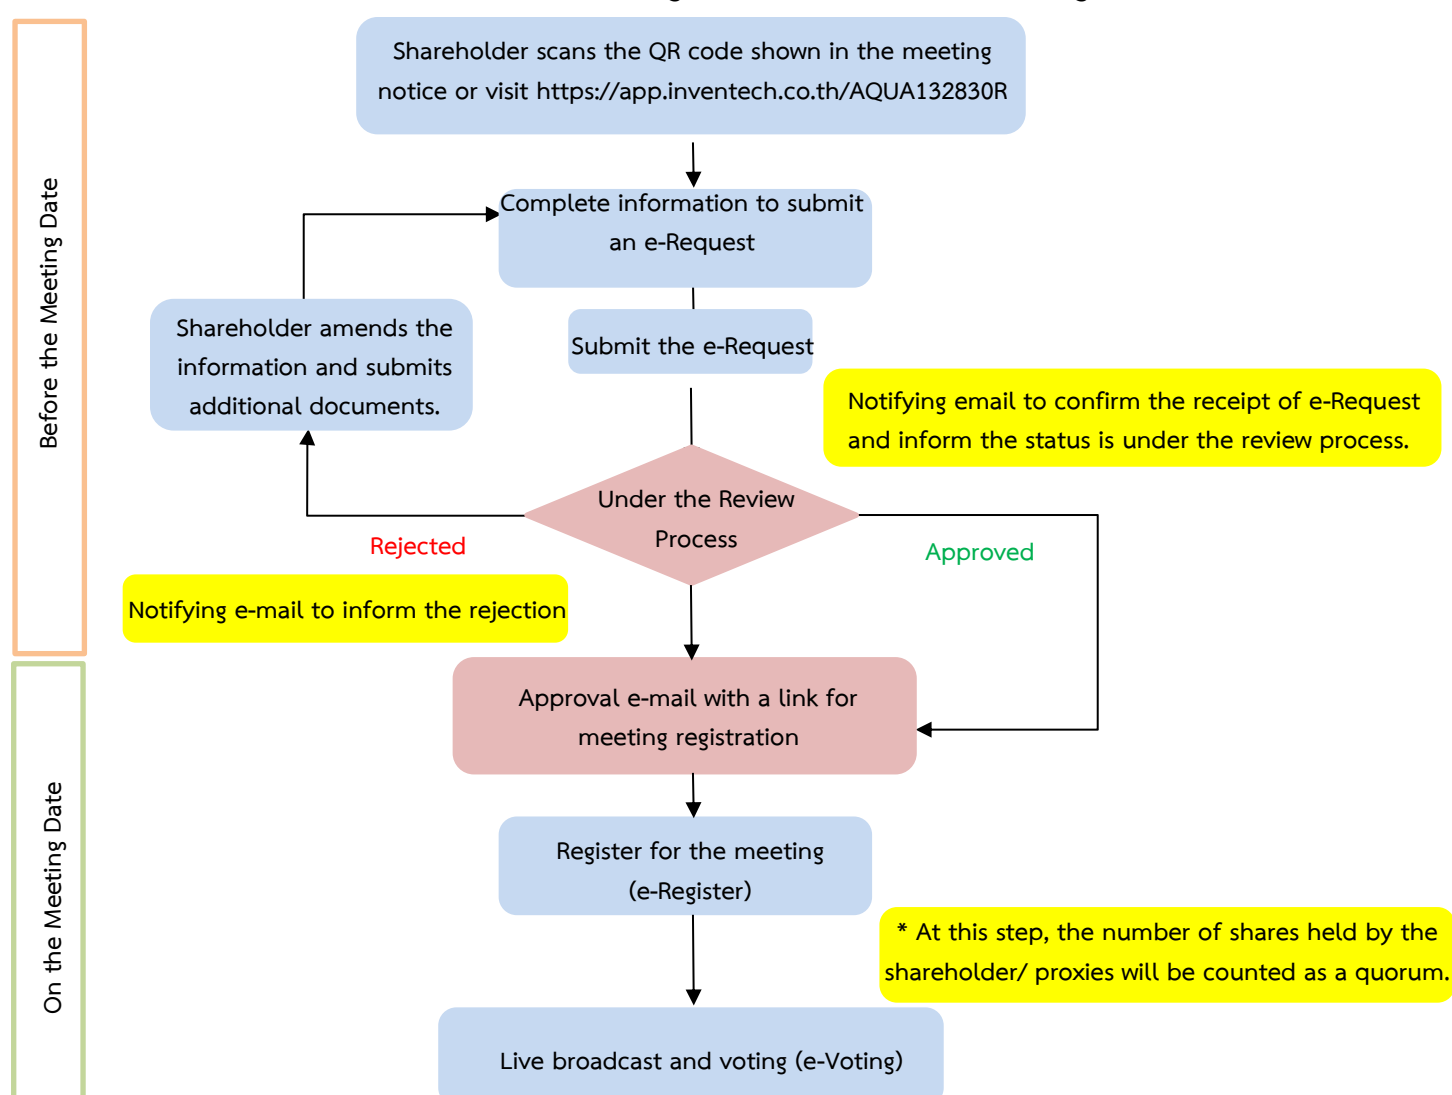 Before the Meeting Date
Shareholder scans the QR code shown in the meeting
notice or visit https://app.inventech.co.th/AQUA132830R
Complete information to submit
an e-Request
Shareholder amends the
information and submits
additional documents.
Submit the e-Request
Notifying email to confirm the receipt of e-Request
and inform the status is under the review process.
Under the Review
Process
Rejected
Approved
Notifying e-mail to inform the rejection
On the Meeting Date
Approval e-mail with a link for
meeting registration
Register for the meeting
(e-Register)
* At this step, the number of shares held by the
shareholder/ proxies will be counted as a quorum.
Live broadcast and voting (e-Voting)